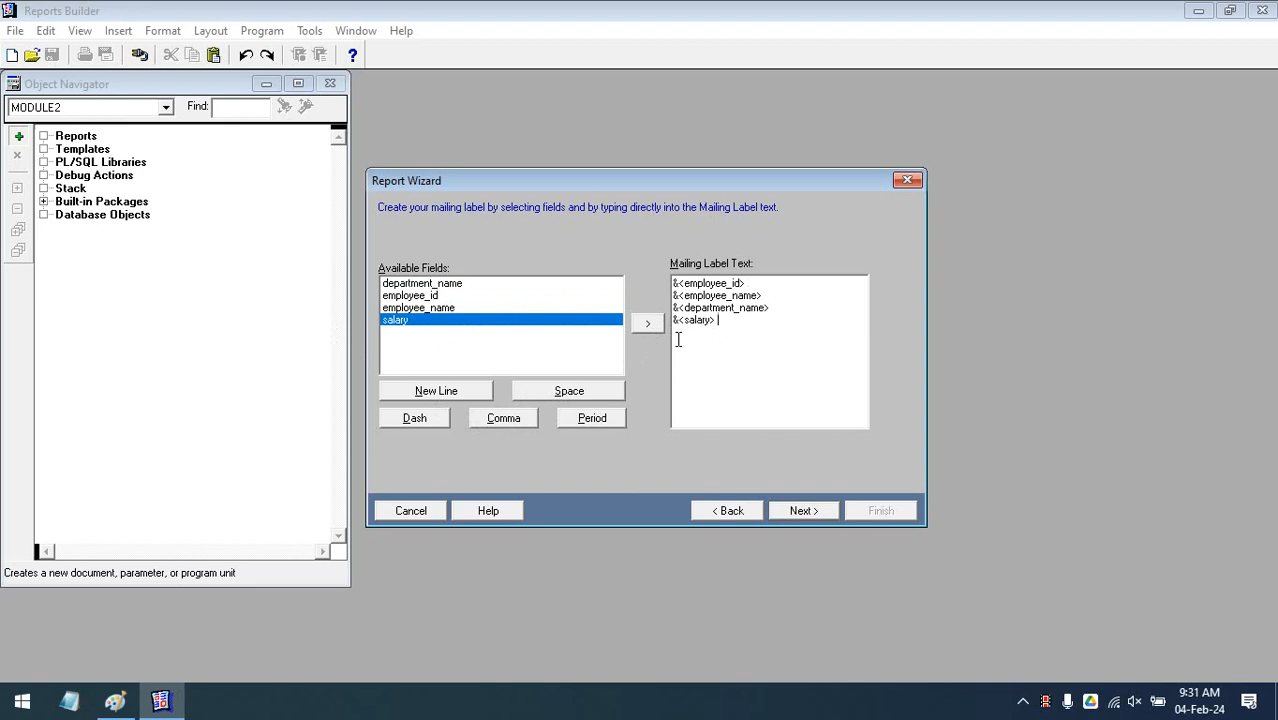 Reports Builder
File Edit View Insert Format Layout Program Tools Window Help
Object Navigator
MODULE2 Find:
Reports
Templates
PL/SQL Libraries
Debug Actions
Stack
Built-in Packages
Database Objects
Creates a new document, parameter, or program unit
Report Wizard
Create your mailing label by selecting fields and by typing directly into the Mailing Label text.
Available Fields:
department_name
employee_id
employee_name
salary
New Line Space
Dash Comma Period
>
Mailing Label Text:
&<employee_id>
&<employee_name>
&<department_name>
&<salary>
Cancel Help < Back Next > Finish
9:31 AM
04-Feb-24